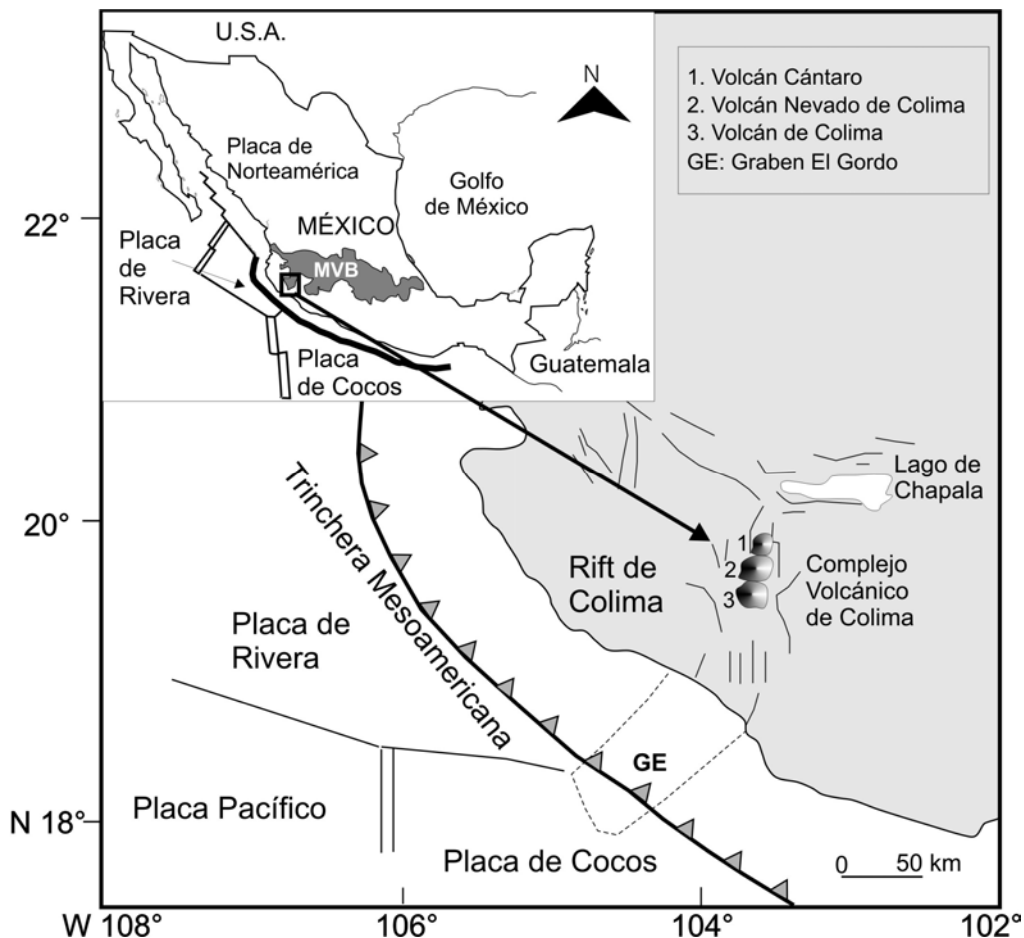 U.S.A.
N
1. Volcán Cántaro
2. Volcán Nevado de Colima
3. Volcán de Colima
GE: Graben El Gordo
Placa de
Norteamérica
Golfo
de México
MÉXICO
Placa
de
Rivera
MVB
Placa
de Cocos
Guatemala
22°
20°
N 18°
Trinchera Mesoamericana
Lago de
Chapala
1
2
3
Rift de
Colima
Complejo
Volcánico
de Colima
Placa de
Rivera
GE
Placa Pacífico
Placa de Cocos
0 50 km
W 108°
106°
104°
102°